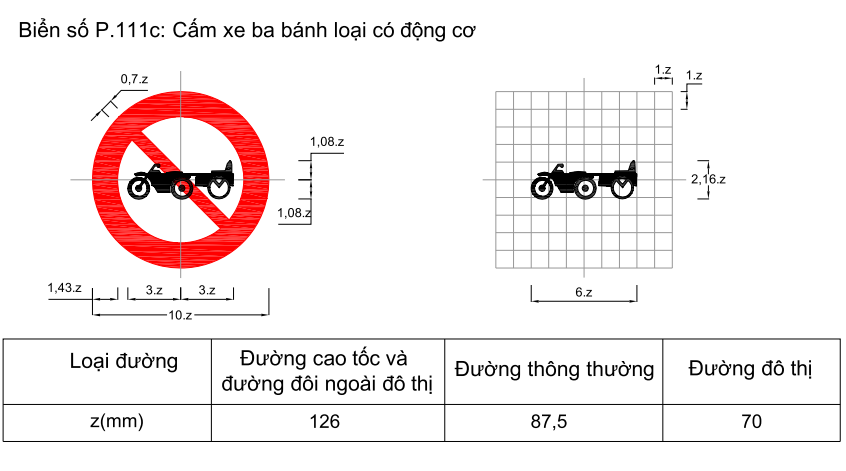 Biển số P.111c: Cấm xe ba bánh loại có động cơ
0,7.z
1.z
1.z
1,08.z
2,16.z
1,08.z
1,43.z
3.z
3.z
6.z
10.z
Loại đường
Đường cao tốc và
đường đôi ngoài đô thị
Đường thông thường
Đường đô thị
z(mm)
126
87,5
70